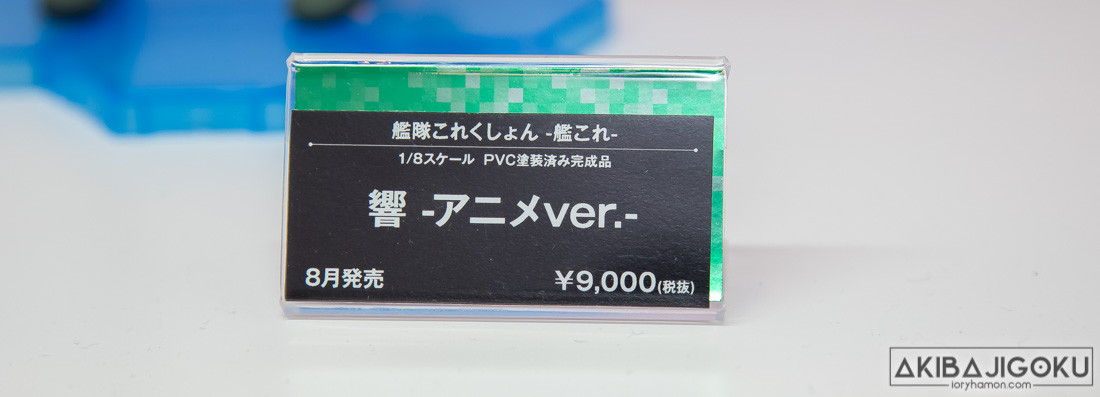 艦隊これくしょん -艦これ-
1/8スケール PVC塗装済み完成品
響 -アニメver.-
8月発売 ¥9,000(税抜)
AKIBAJIGOKU
ioryhamon.com